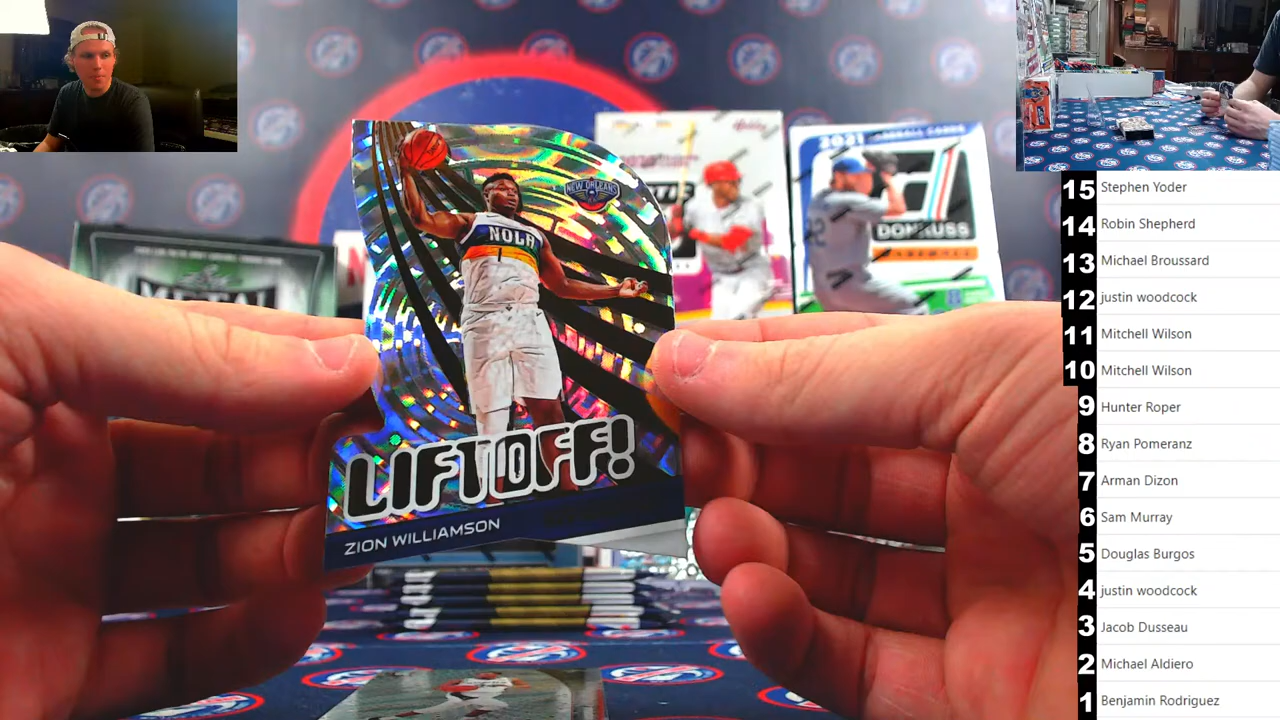 NEW ORLEANS
NOLA
1
LIFTOFF!
ZION WILLIAMSON
METAL
2021
DONRUSS
15 Stephen Yoder
14 Robin Shepherd
13 Michael Broussard
12 justin woodcock
11 Mitchell Wilson
10 Mitchell Wilson
9 Hunter Roper
8 Ryan Pomeranz
7 Arman Dizon
6 Sam Murray
5 Douglas Burgos
4 justin woodcock
3 Jacob Dusseau
2 Michael Aldiero
1 Benjamin Rodriguez